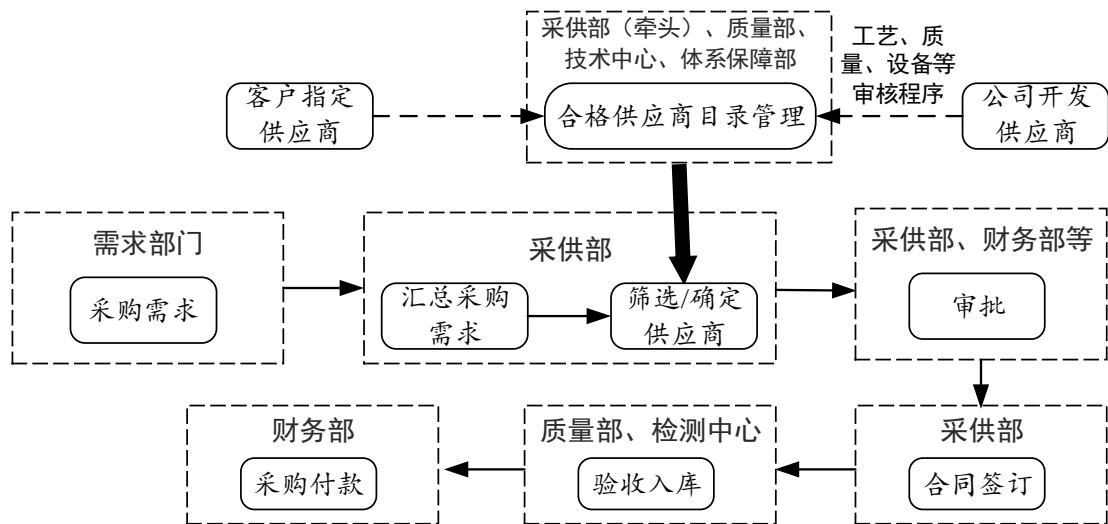 采供部（牵头）、质量部、
技术中心、体系保障部
工艺、质
量、设备等
审核程序
客户指定
供应商
合格供应商目录管理
公司开发
供应商
需求部门
采购需求
采供部
汇总采购
需求
筛选/确定
供应商
采供部、财务部等
审批
财务部
采购付款
质量部、检测中心
验收入库
采供部
合同签订